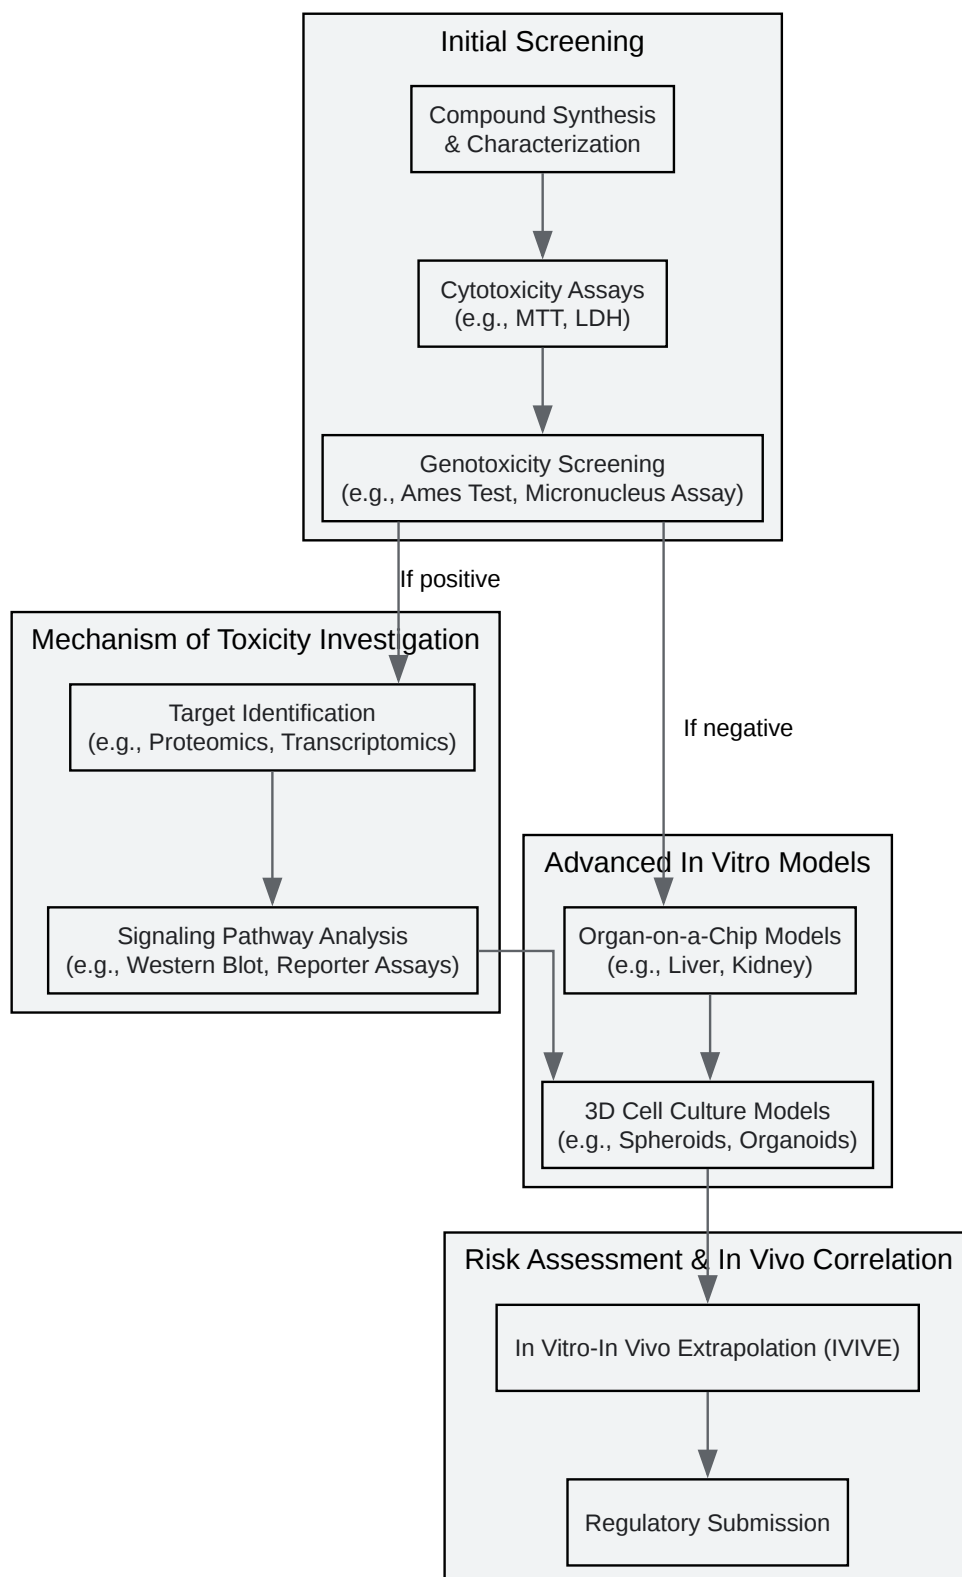 Initial Screening
Compound Synthesis
& Characterization
Cytotoxicity Assays
(e.g., MTT, LDH)
Genotoxicity Screening
(e.g., Ames Test, Micronucleus Assay)
If positive
Mechanism of Toxicity Investigation
Target Identification
(e.g., Proteomics, Transcriptomics)
If negative
Signaling Pathway Analysis
(e.g., Western Blot, Reporter Assays)
Advanced In Vitro Models
Organ-on-a-Chip Models
(e.g., Liver, Kidney)
3D Cell Culture Models
(e.g., Spheroids, Organoids)
Risk Assessment & In Vivo Correlation
In Vitro-In Vivo Extrapolation (IVIVE)
Regulatory Submission